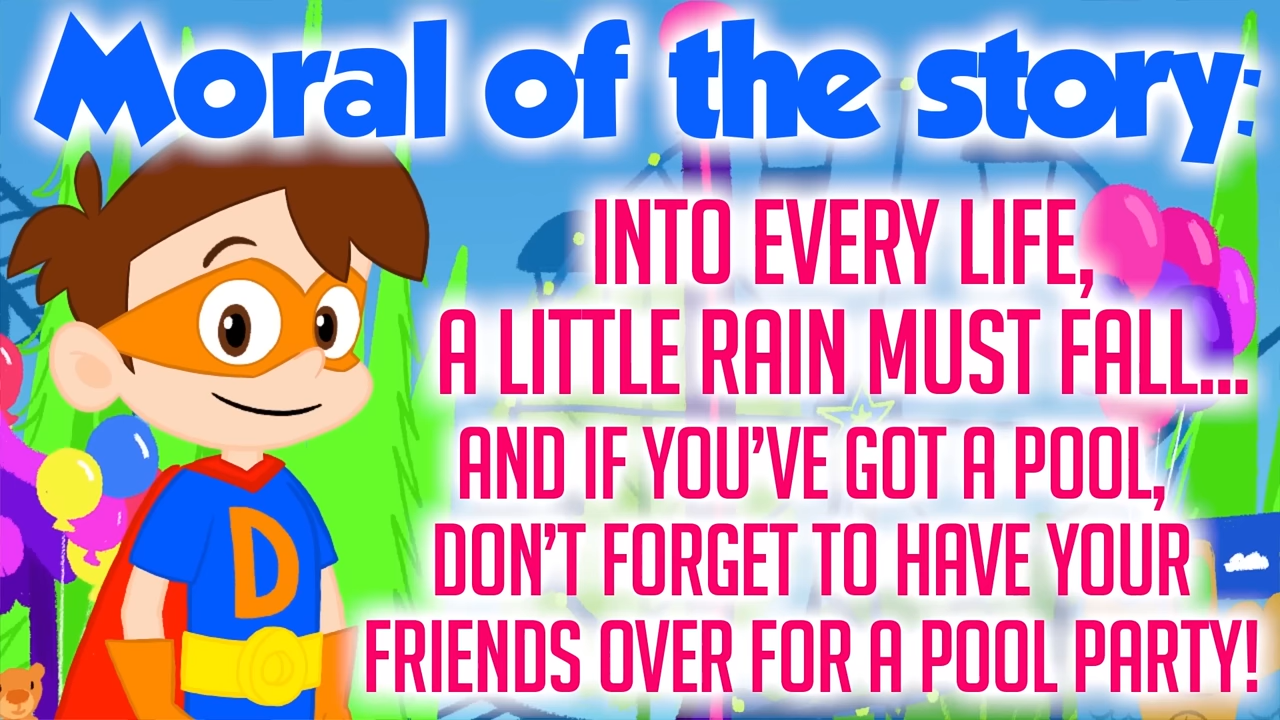 Moral of the story:
INTO EVERY LIFE,
A LITTLE RAIN MUST FALL...
AND IF YOU'VE GOT A POOL,
DON'T FORGET TO HAVE YOUR
FRIENDS OVER FOR A POOL PARTY!
D